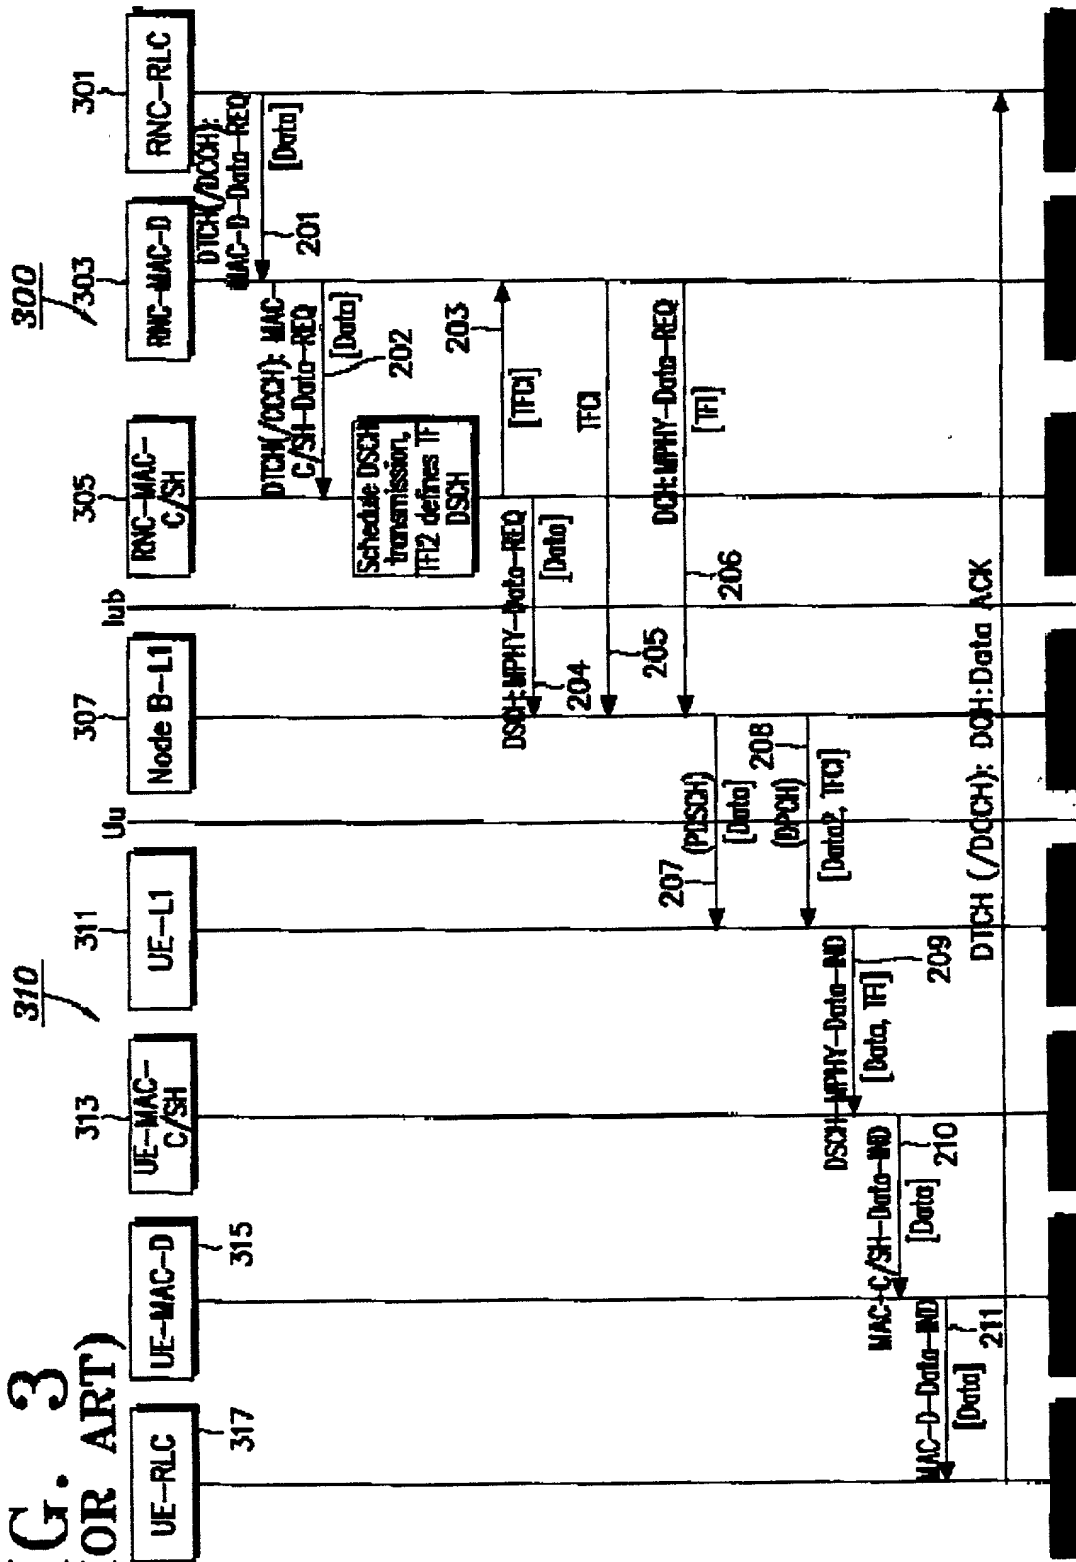 G. 3
OR ART)
310
300
317
315
313
311
307
305
303
301
UE-RLC
UE-MAC-D
UE-MAC-
C/SH
UE-L1
Uu
Node B-L1
Iub
RNC-MAC-
C/SH
RNC-MAC-D
RNC-RLC
DTCH(/DCCH):
MAC-D-Data-REQ
[Data]
201
DTCH(/DCCH): MAC-
C/SH-Data-REQ
[Data]
202
Schedule DSCH
transmission,
TFI2 defines TF
DSCH
[TFCI]
203
DSCH:MPHY-Data-REQ
[Data]
204
TFCI
205
DCH:MPHY-Data-REQ
[TFI]
206
(PDSCH)
[Data]
207
(DPCH)
[Data2, TFCI]
208
DSCH-MPHY-Data-IND
[Data, TFI]
209
MAC-C/SH-Data-IND
[Data]
210
MAC-D-Data-IND
[Data]
211
DTCH (/DCCH): DCH:Data ACK